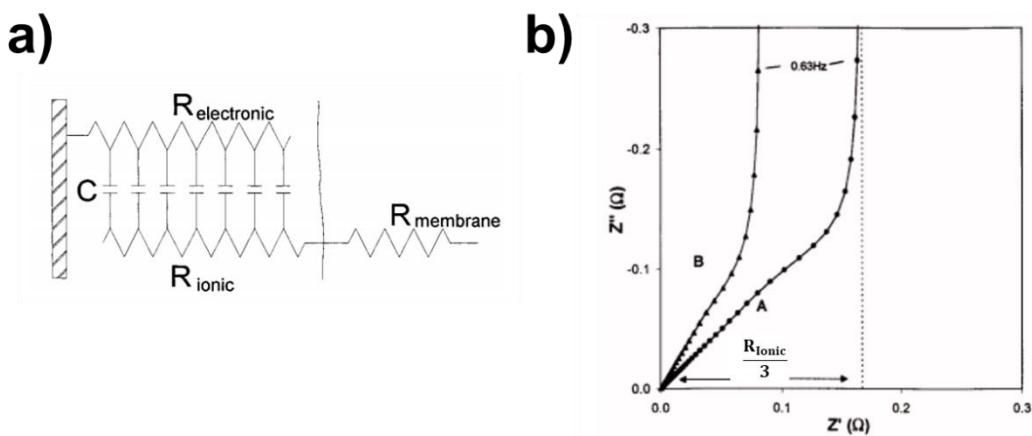 a)
R electronic
C
R membrane
R ionic
b)
-0.3
-0.2
-0.1
0.0
Z'' (Ω)
0.63Hz
B
A
R Ionic
3
0.0
0.1
0.2
0.3
Z' (Ω)